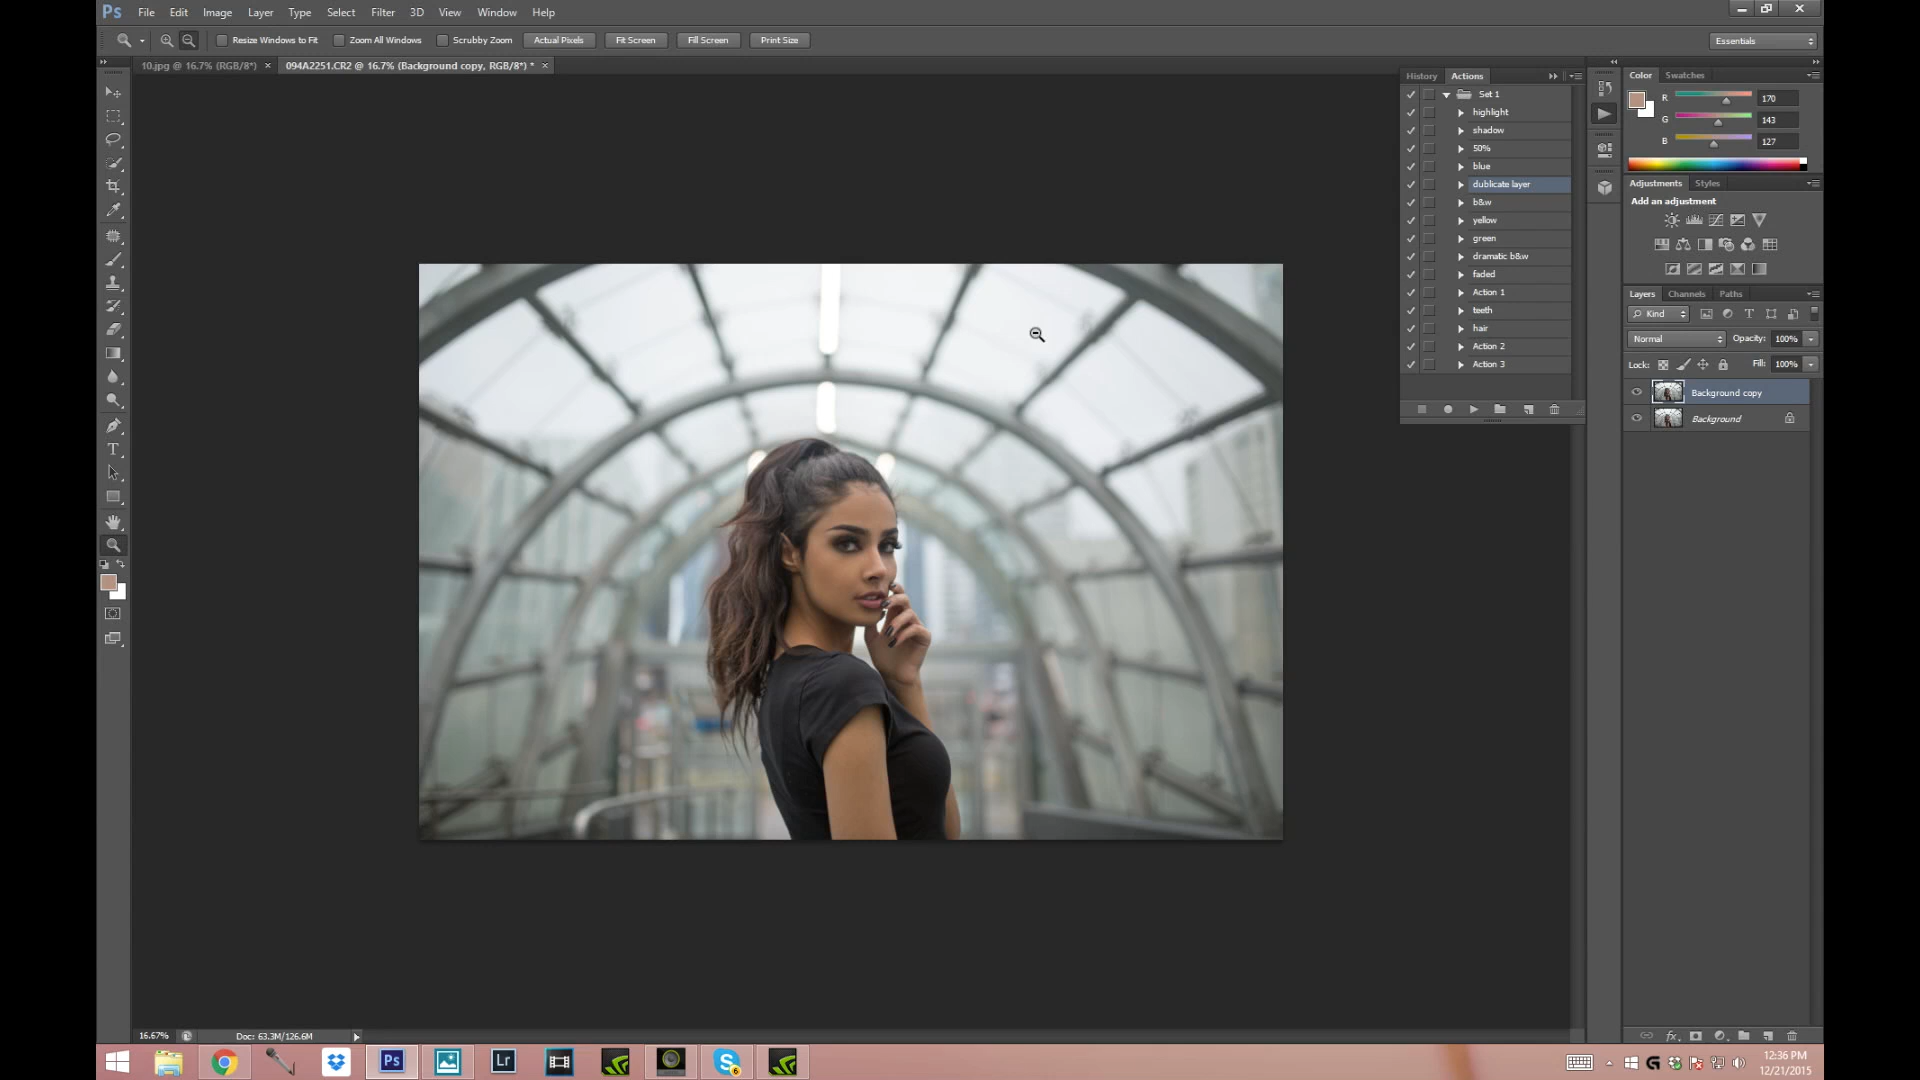 Ps File Edit Image Layer Type Select Filter 3D View Window Help
Resize Windows to Fit Zoom All Windows Scrubby Zoom Actual Pixels Fit Screen Fill Screen Print Size Essentials
10.jpg @ 16.7% (RGB/8*) × 094A2251.CR2 @ 16.7% (Background copy, RGB/8*) * ×
History Actions
Set 1
highlight
shadow
50%
blue
dublicate layer
b&w
yellow
green
dramatic b&w
faded
Action 1
teeth
hair
Action 2
Action 3
Color Swatches
R 170
G 143
B 127
Adjustments Styles
Add an adjustment
Layers Channels Paths
Kind
Normal Opacity: 100%
Lock: Fill: 100%
Background copy
Background
16.67% Doc: 63.3M/126.6M
Ps Lr 6
12:36 PM
12/21/2015